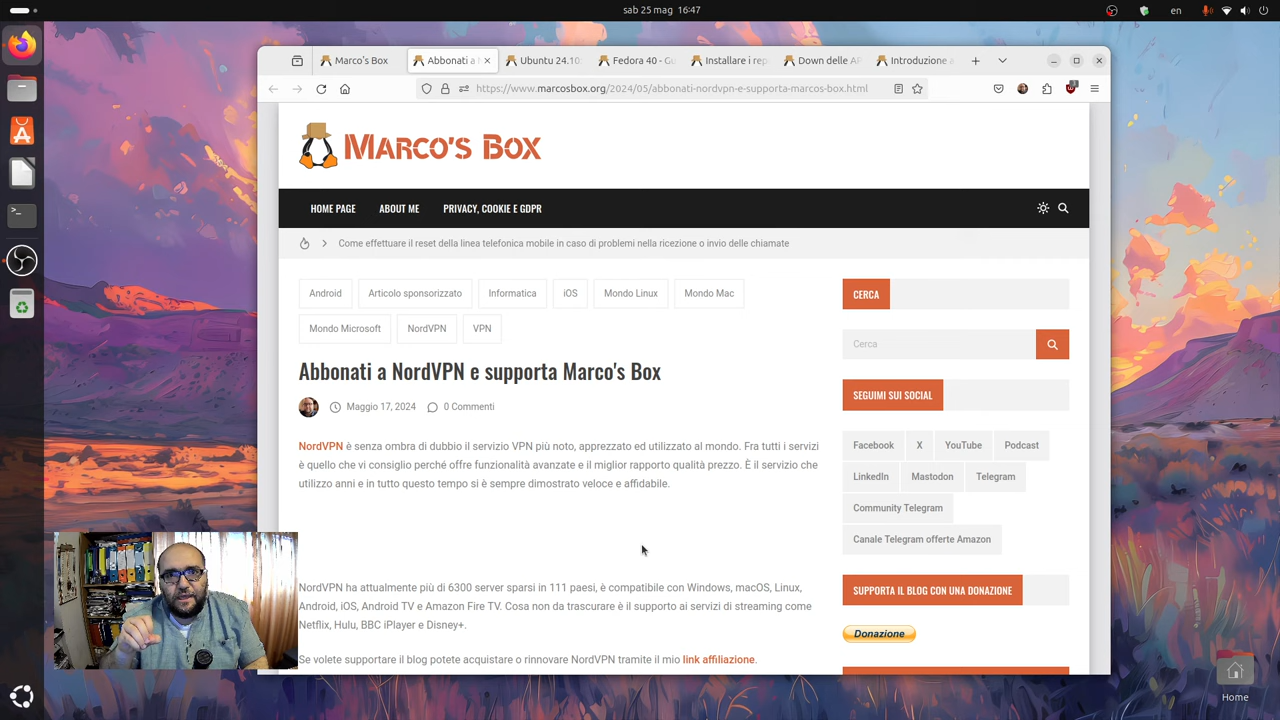 sab 25 mag 16:47
en
Marco's Box
Abbonati a
Ubuntu 24.10
Fedora 40 - Gu
Installare i rep
Down delle AP
Introduzione a
https://www.marcosbox.org/2024/05/abbonati-nordvpn-e-supporta-marcos-box.html
MARCO'S BOX
HOME PAGE
ABOUT ME
PRIVACY, COOKIE E GDPR
Come effettuare il reset della linea telefonica mobile in caso di problemi nella ricezione o invio delle chiamate
Android
Articolo sponsorizzato
Informatica
iOS
Mondo Linux
Mondo Mac
Mondo Microsoft
NordVPN
VPN
Abbonati a NordVPN e supporta Marco's Box
Maggio 17, 2024
0 Commenti
NordVPN è senza ombra di dubbio il servizio VPN più noto, apprezzato ed utilizzato al mondo. Fra tutti i servizi
è quello che vi consiglio perché offre funzionalità avanzate e il miglior rapporto qualità prezzo. È il servizio che
utilizzo anni e in tutto questo tempo si è sempre dimostrato veloce e affidabile.
NordVPN ha attualmente più di 6300 server sparsi in 111 paesi, è compatibile con Windows, macOS, Linux,
Android, iOS, Android TV e Amazon Fire TV. Cosa non da trascurare è il supporto ai servizi di streaming come
Netflix, Hulu, BBC iPlayer e Disney+.
Se volete supportare il blog potete acquistare o rinnovare NordVPN tramite il mio link affiliazione.
CERCA
Cerca
SEGUIMI SUI SOCIAL
Facebook
X
YouTube
Podcast
LinkedIn
Mastodon
Telegram
Community Telegram
Canale Telegram offerte Amazon
SUPPORTA IL BLOG CON UNA DONAZIONE
Donazione
Home